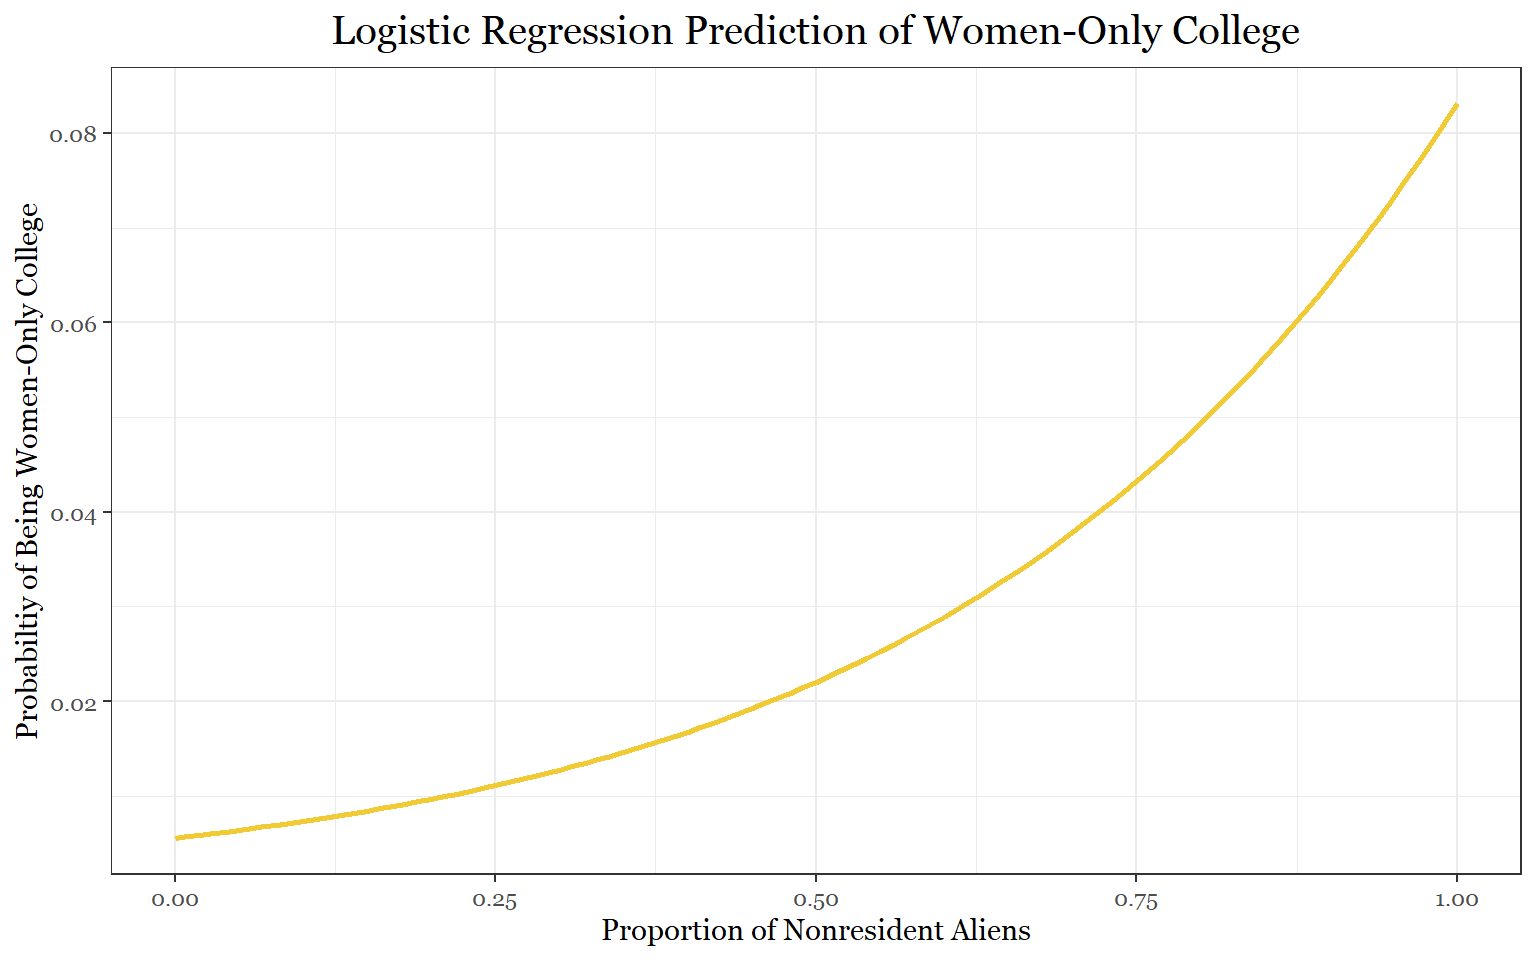 Logistic Regression Prediction of Women-Only College
Probabiltiy of Being Women-Only College
0.08
0.06
0.04
0.02
0.00 0.25 0.50 0.75 1.00
Proportion of Nonresident Aliens